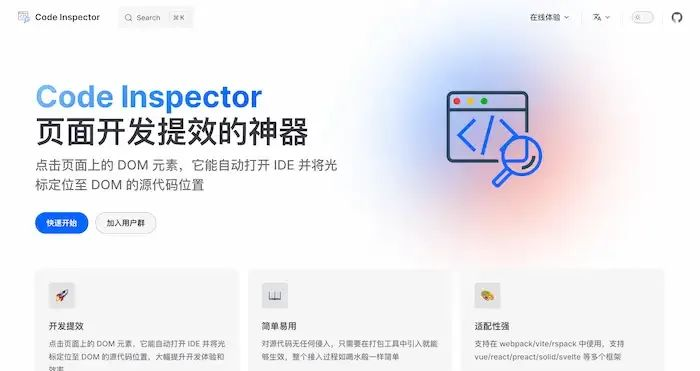 Code Inspector
Search ⌘K
在线体验
Code Inspector
页面开发提效的神器
点击页面上的 DOM 元素，它能自动打开 IDE 并将光
标定位至 DOM 的源代码位置
快速开始
加入用户群
开发提效
点击页面上的 DOM 元素，它能自动打开 IDE 并将光
标定位至 DOM 的源代码位置，大幅提升开发体验和
效率
简单易用
对源代码无任何侵入，只需要在打包工具中引入就能
够生效，整个接入过程如喝水般一样简单
适配性强
支持在 webpack/vite/rspack 中使用，支持
vue/react/preact/solid/svelte 等多个框架